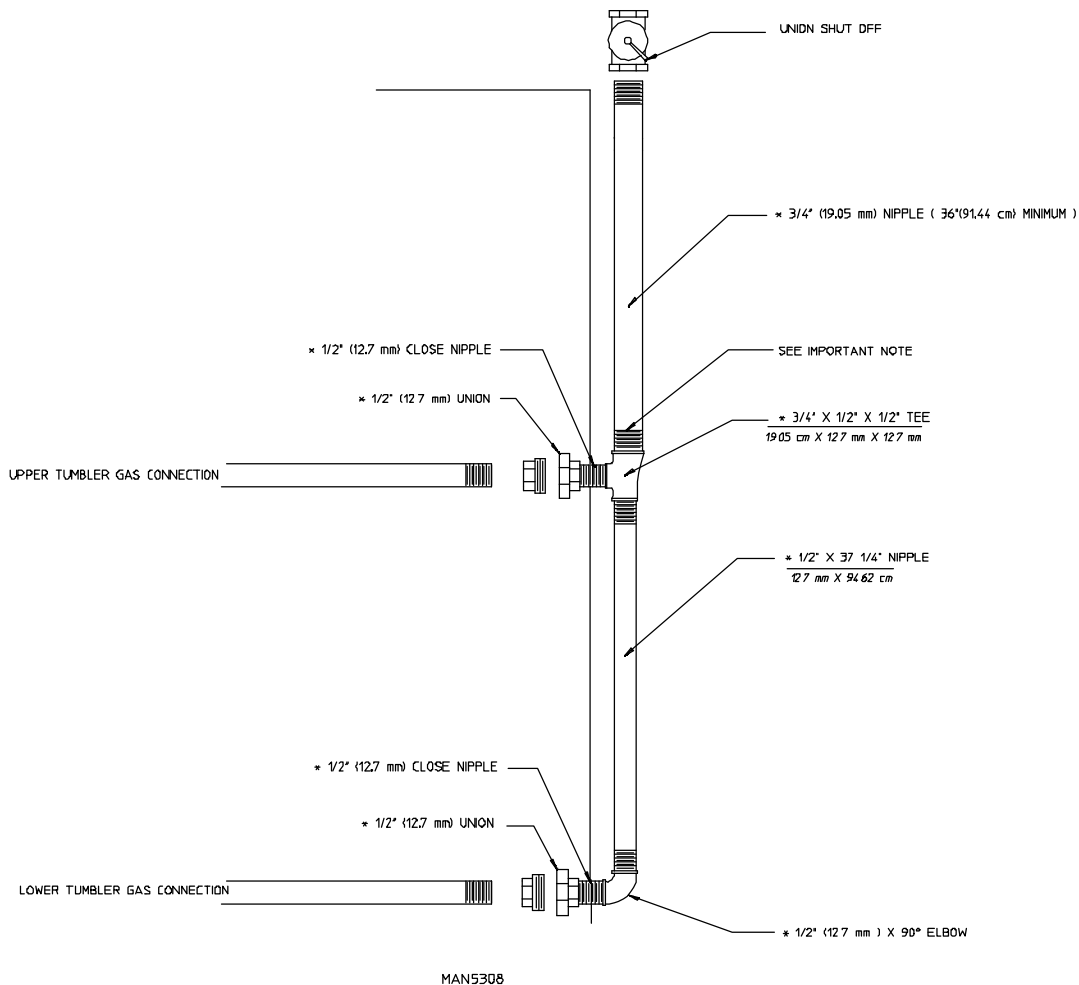 UNION SHUT OFF
* 3/4" (19.05 mm) NIPPLE ( 36"(91.44 cm) MINIMUM )
* 1/2" (12.7 mm) CLOSE NIPPLE
SEE IMPORTANT NOTE
* 1/2" (12.7 mm) UNION
* 3/4" X 1/2" X 1/2" TEE
19.05 cm X 12.7 mm X 12.7 mm
UPPER TUMBLER GAS CONNECTION
* 1/2" X 37 1/4" NIPPLE
12.7 mm X 94.62 cm
* 1/2" (12.7 mm) CLOSE NIPPLE
* 1/2" (12.7 mm) UNION
LOWER TUMBLER GAS CONNECTION
* 1/2" (12.7 mm ) X 90° ELBOW
MAN5308